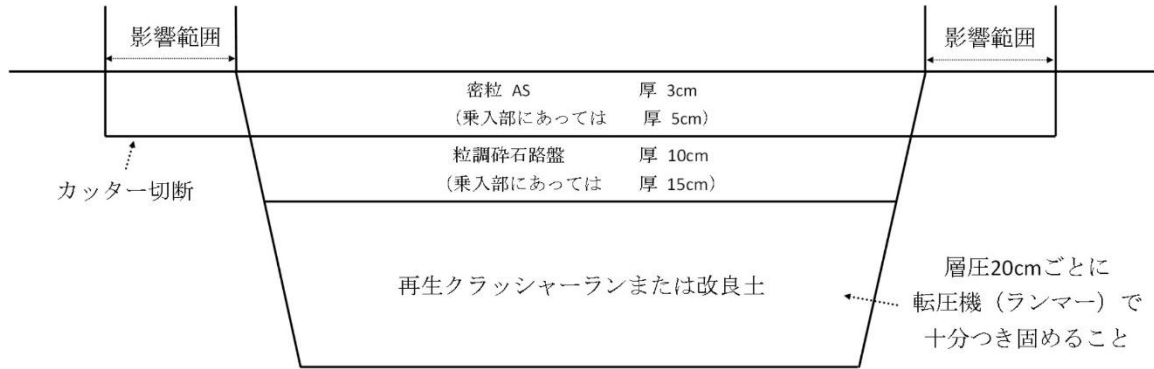 影響範囲
影響範囲
密粒 AS 厚 3cm
(乗入部にあっては 厚 5cm)
粒調砕石路盤 厚 10cm
(乗入部にあっては 厚 15cm)
カッター切断
再生クラッシャーランまたは改良土
層圧20cmごとに
転圧機（ランマー）で
十分つき固めること